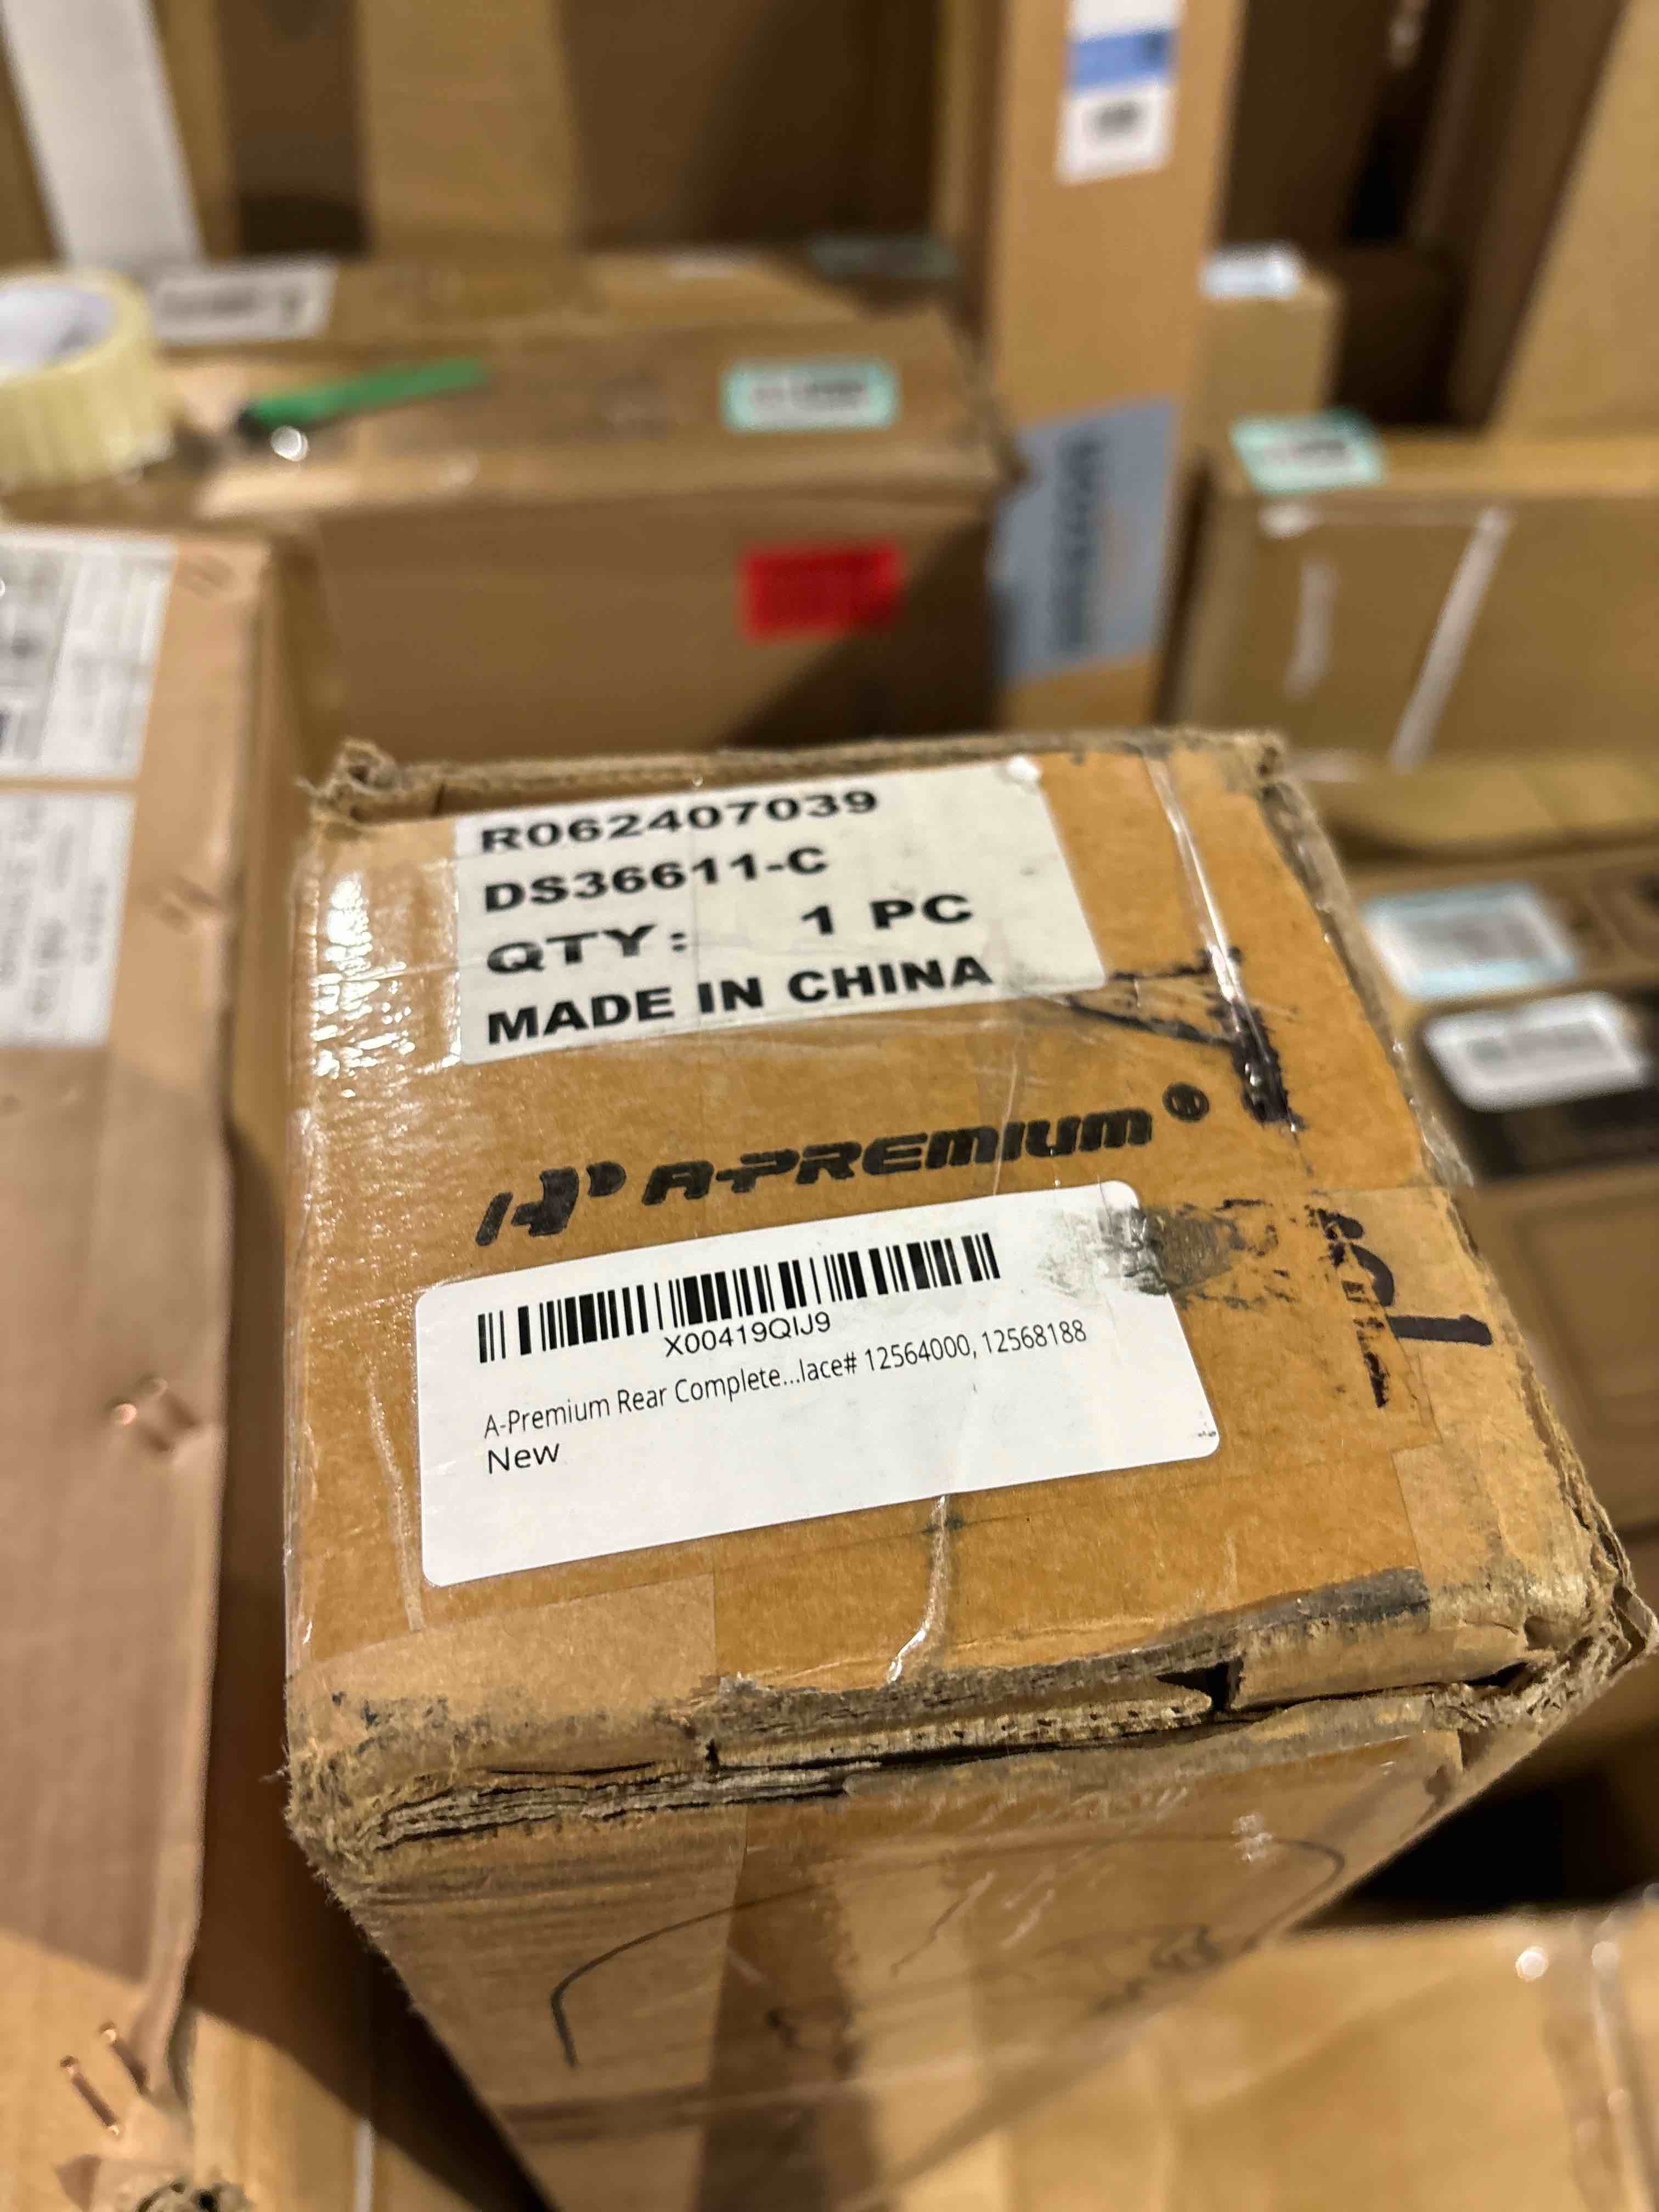 R062407039
DS36611-C
QTY: 1 PC
MADE IN CHINA
A-PREMIUM®
X00419QIJ9
A-Premium Rear Complete...lace# 12564000, 12568188
New